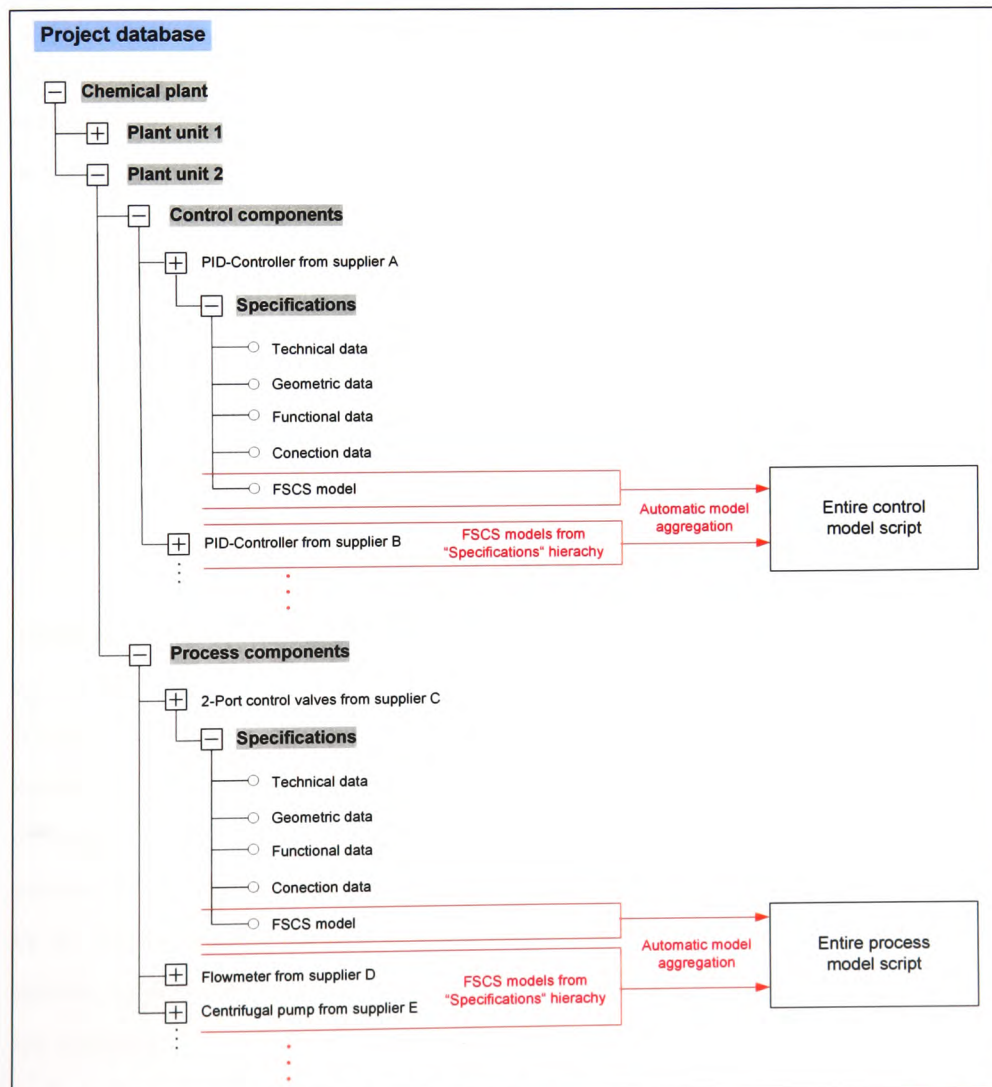 Project database
Chemical plant
Plant unit 1
Plant unit 2
Control components
PID-Controller from supplier A
Specifications
Technical data
Geometric data
Functional data
Conection data
FSCS model
Automatic model
aggregation
Entire control
model script
PID-Controller from supplier B
FSCS models from
"Specifications" hierachy
Process components
2-Port control valves from supplier C
Specifications
Technical data
Geometric data
Functional data
Conection data
FSCS model
Automatic model
aggregation
Entire process
model script
Flowmeter from supplier D
FSCS models from
"Specifications" hierachy
Centrifugal pump from supplier E